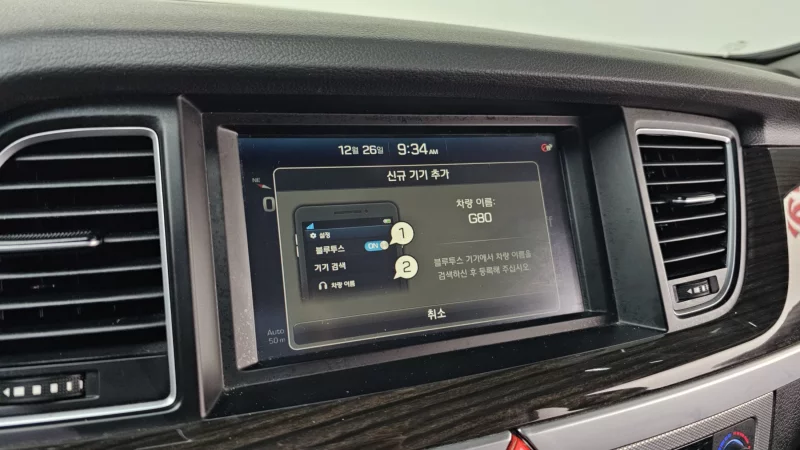 12월 26일 9:34 AM
신규 기기 추가
NE
0
설정
블루투스 ON 1
기기 검색 2
차량 이름
차량 이름:
G80
블루투스 기기에서 차량 이름을
검색하신 후 등록해 주십시오.
취소
Auto
50 m